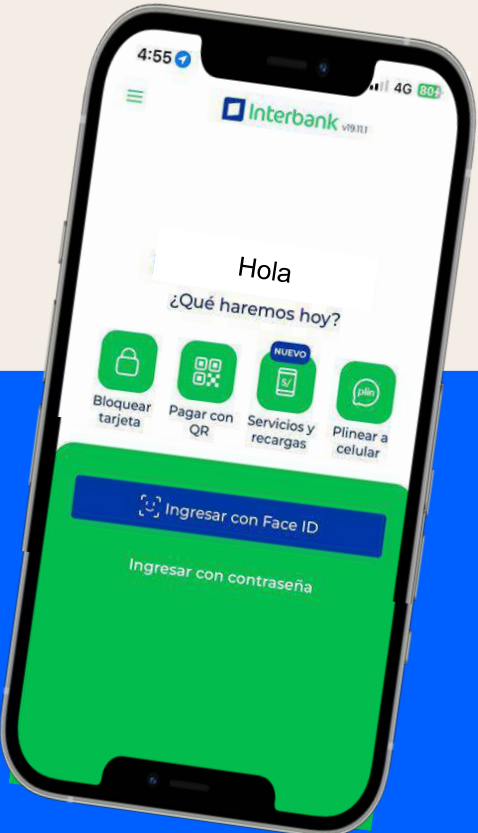 4:55
4G 80
Interbank v19.11.1
Hola
¿Qué haremos hoy?
NUEVO
S/
plin
Bloquear
tarjeta
Pagar con
QR
Servicios y
recargas
Plinear a
celular
Ingresar con Face ID
Ingresar con contraseña